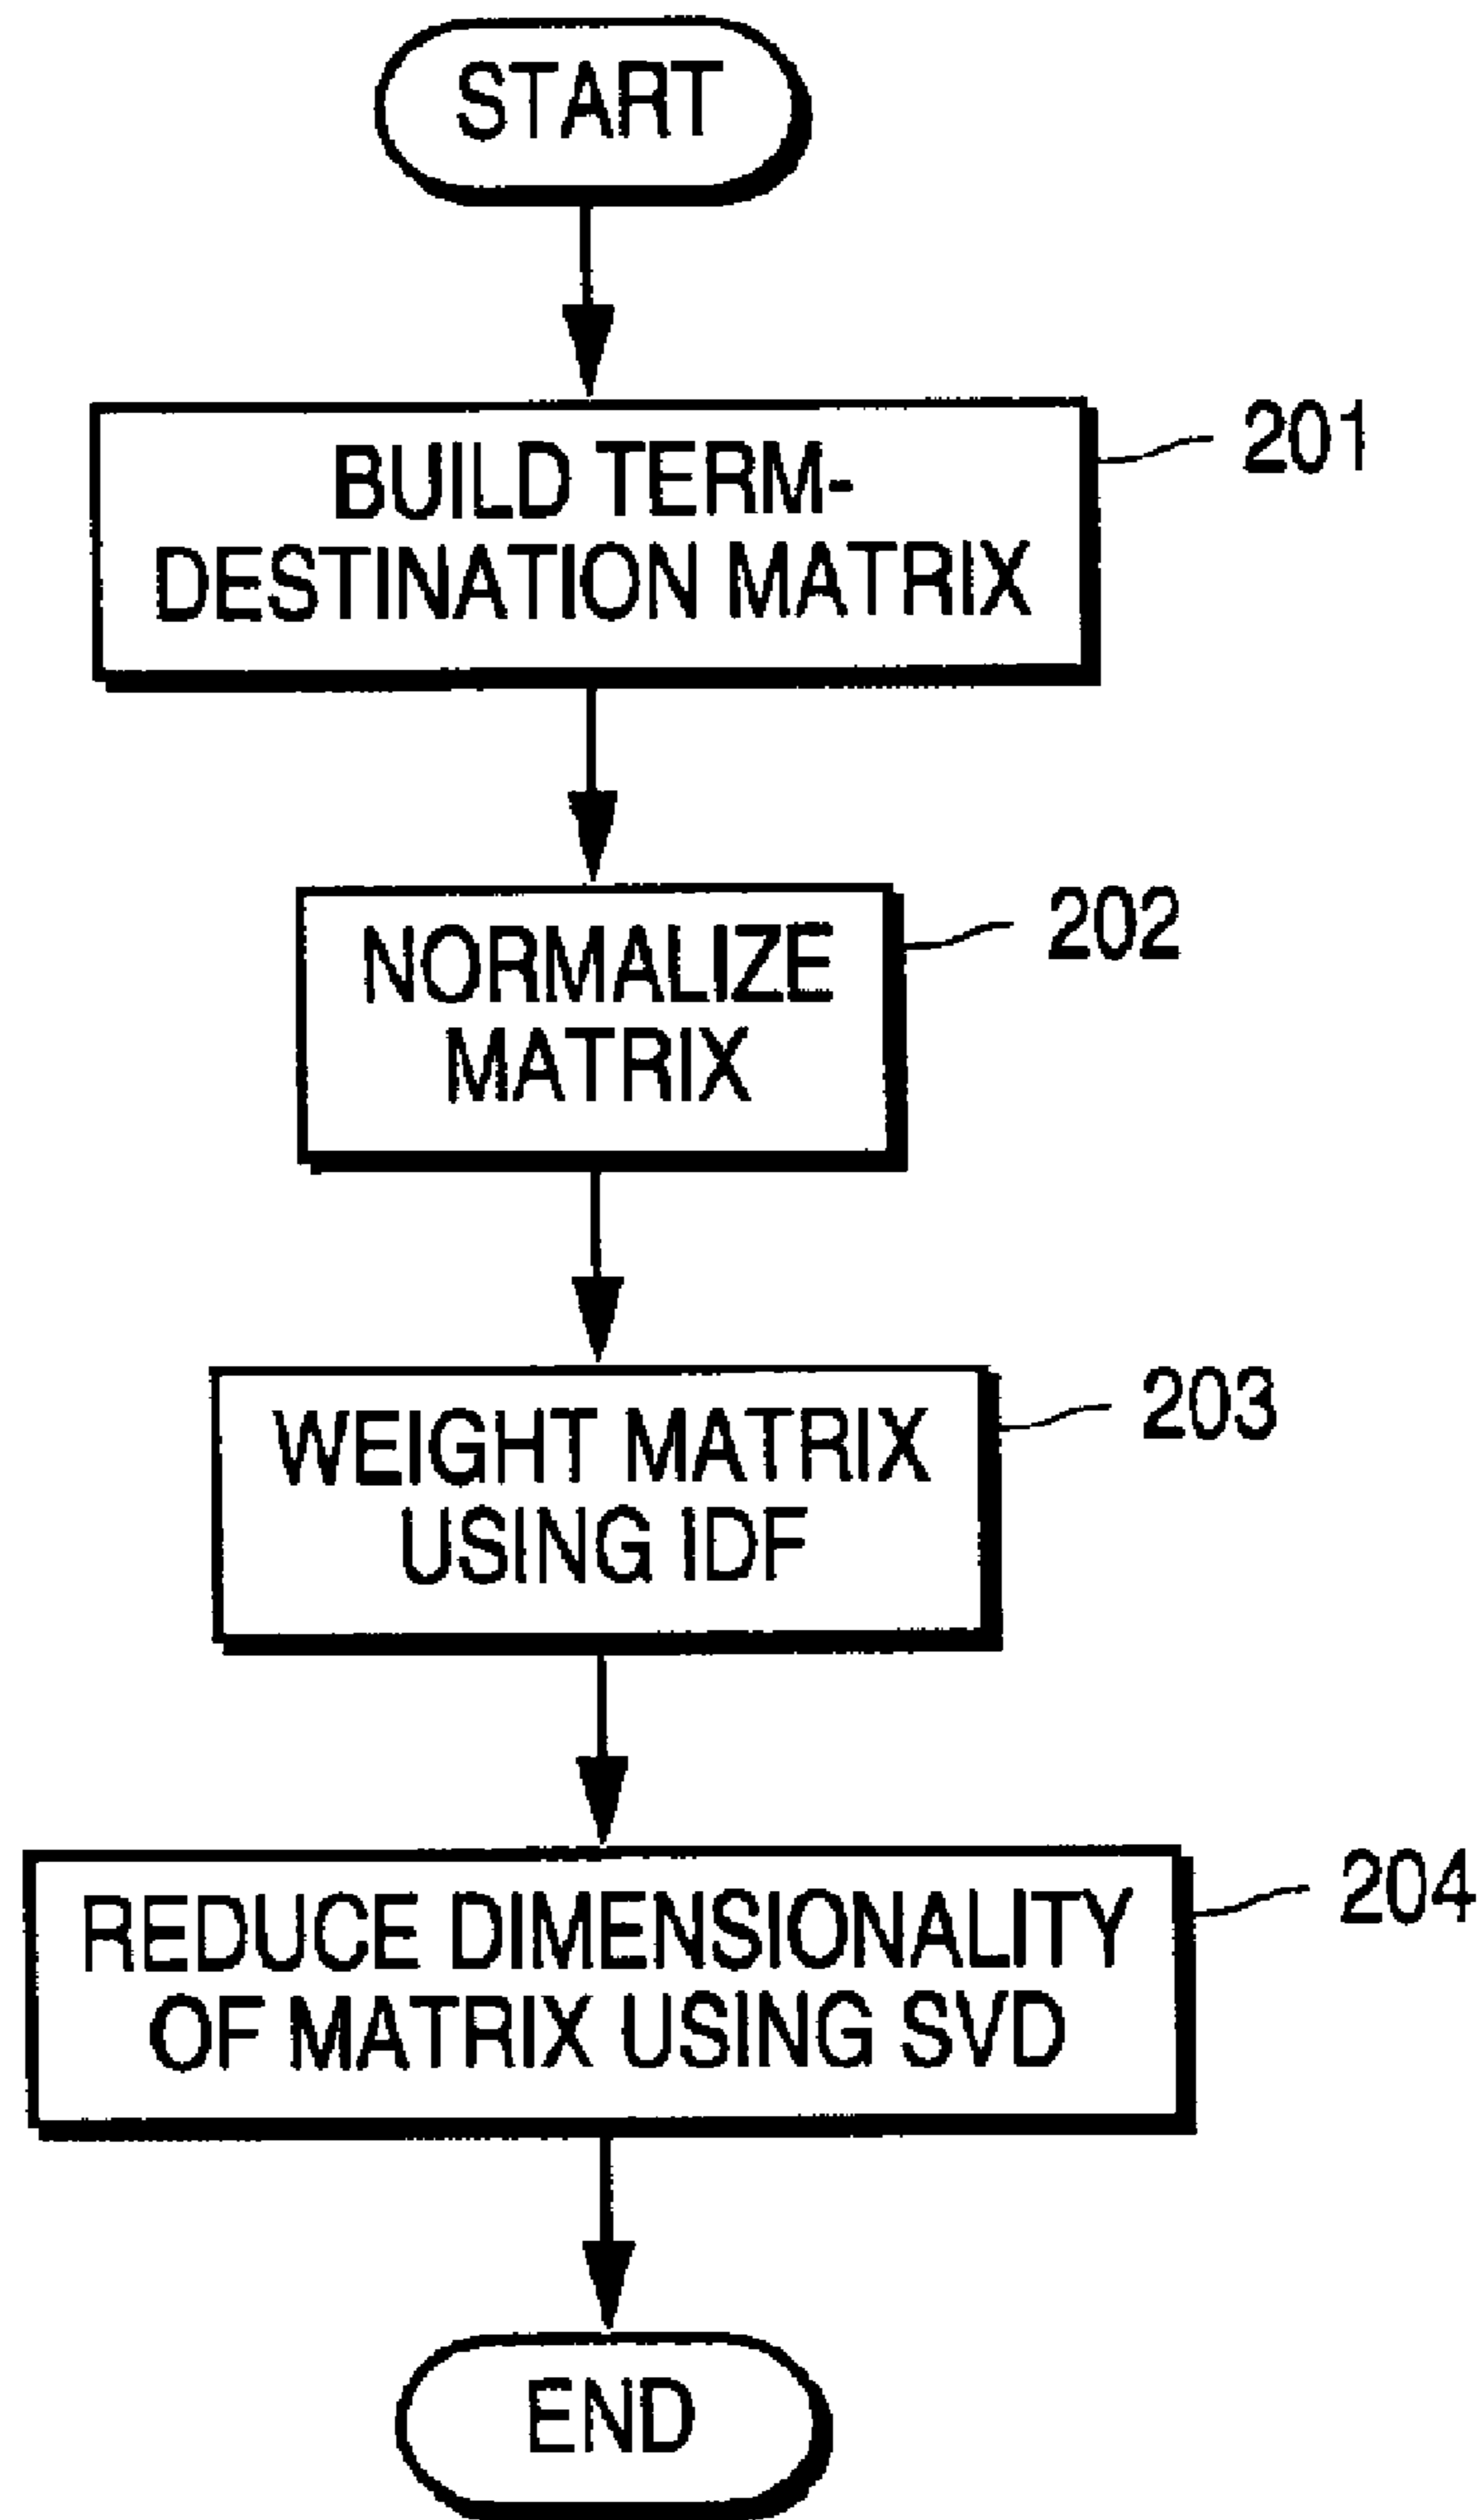 START
BUILD TERM-
DESTINATION MATRIX
201
NORMALIZE
MATRIX
202
WEIGHT MATRIX
USING IDF
203
REDUCE DIMENSIONALITY
OF MATRIX USING SVD
204
END